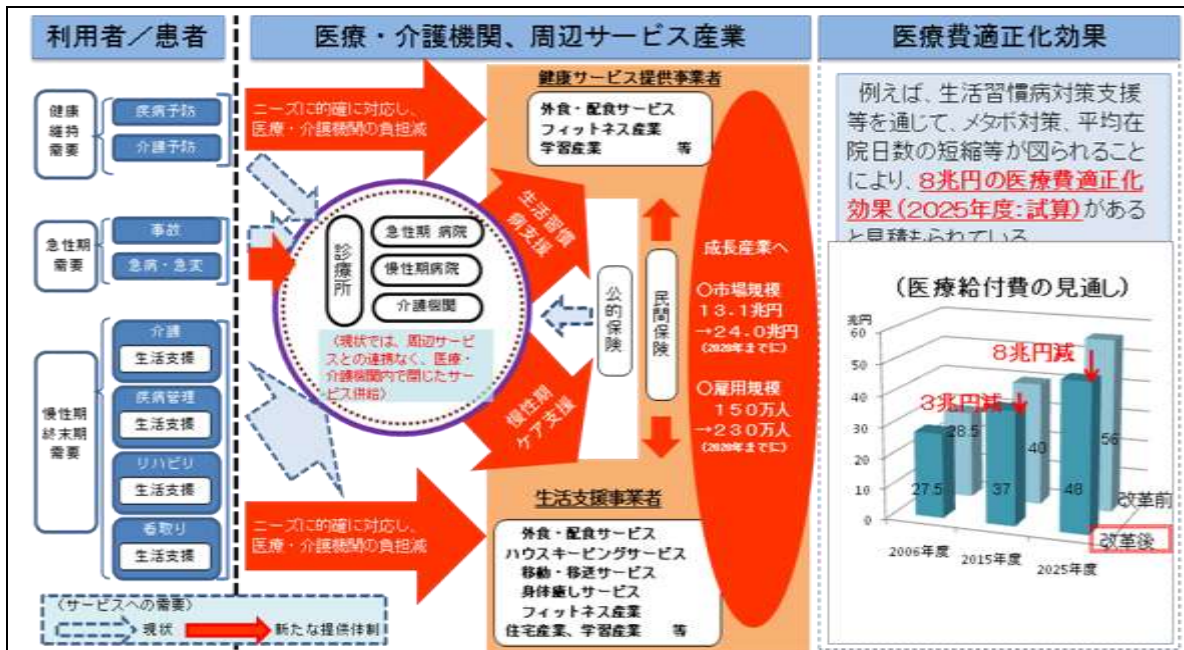 利用者／患者
医療・介護機関、周辺サービス産業
医療費適正化効果
健康
維持
需要
疾病予防
介護予防
急性期
需要
事故
急病・急変
慢性期
終末期
需要
介護
生活支援
疾病管理
生活支援
リハビリ
生活支援
看取り
生活支援
〈サービスへの需要〉
現状
新たな提供体制
ニーズに的確に対応し、
医療・介護機関の負担減
診療所
急性期 病院
慢性期病院
介護機関
（現状では、周辺サービ
スとの連携なく、医療・
介護機関内で閉じたサー
ビス供給）
ニーズに的確に対応し、
医療・介護機関の負担減
生活習慣
病支援
慢性期
ケア支援
健康サービス提供事業者
外食・配食サービス
フィットネス産業
学習産業　等
公的保険
民間保険
成長産業へ
○市場規模
13.1兆円
→24.0兆円
(2020年までに)
○雇用規模
150万人
→230万人
(2020年までに)
生活支援事業者
外食・配食サービス
ハウスキーピングサービス
移動・移送サービス
身体癒しサービス
フィットネス産業
住宅産業、学習産業　等
例えば、生活習慣病対策支援
等を通して、メタボ対策、平均在
院日数の短縮等が図られること
により、8兆円の医療費適正化
効果（2025年度：試算）がある
と見積もられている
（医療給付費の見通し）
兆円
60
50
40
30
20
10
0
8兆円減
3兆円減
27.5
28.5
37
40
48
56
改革前
改革後
2006年度
2015年度
2025年度